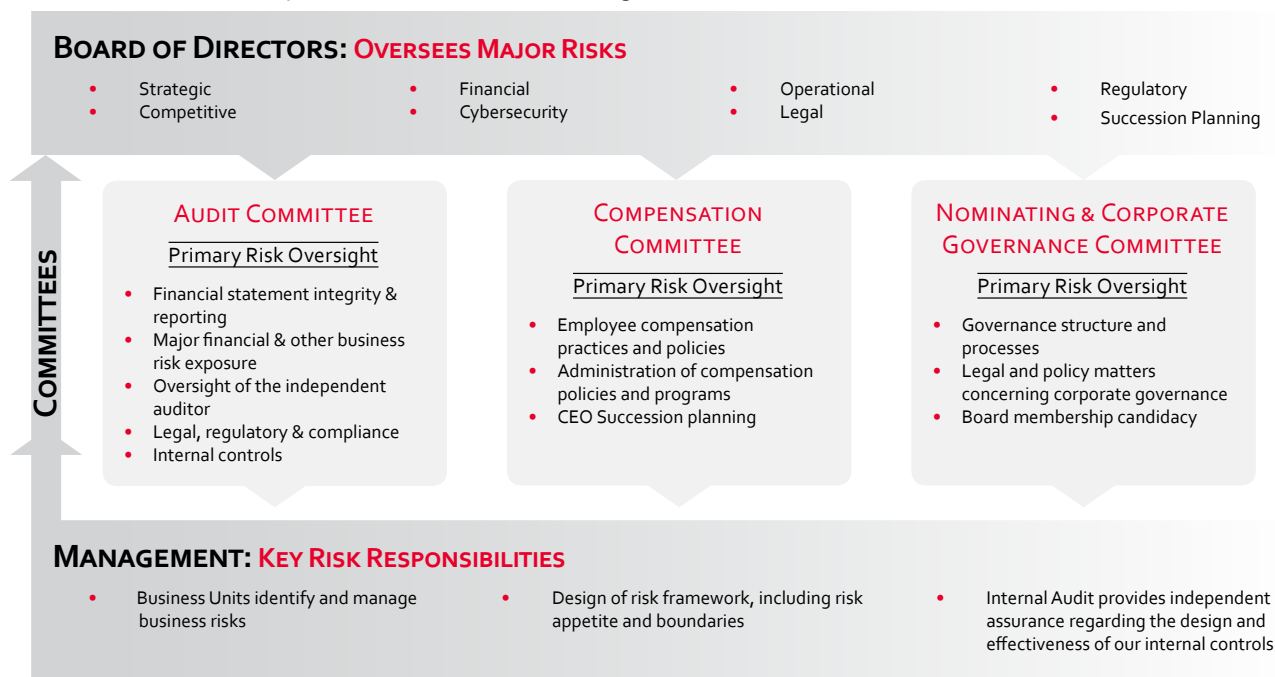 BOARD OF DIRECTORS: OVERSEES MAJOR RISKS
• Strategic
• Competitive
• Financial
• Cybersecurity
• Operational
• Legal
• Regulatory
• Succession Planning
COMMITTEES
AUDIT COMMITTEE
Primary Risk Oversight
• Financial statement integrity &
reporting
• Major financial & other business
risk exposure
• Oversight of the independent
auditor
• Legal, regulatory & compliance
• Internal controls
COMPENSATION
COMMITTEE
Primary Risk Oversight
• Employee compensation
practices and policies
• Administration of compensation
policies and programs
• CEO Succession planning
NOMINATING & CORPORATE
GOVERNANCE COMMITTEE
Primary Risk Oversight
• Governance structure and
processes
• Legal and policy matters
concerning corporate governance
• Board membership candidacy
MANAGEMENT: KEY RISK RESPONSIBILITIES
• Business Units identify and manage
business risks
• Design of risk framework, including risk
appetite and boundaries
• Internal Audit provides independent
assurance regarding the design and
effectiveness of our internal controls